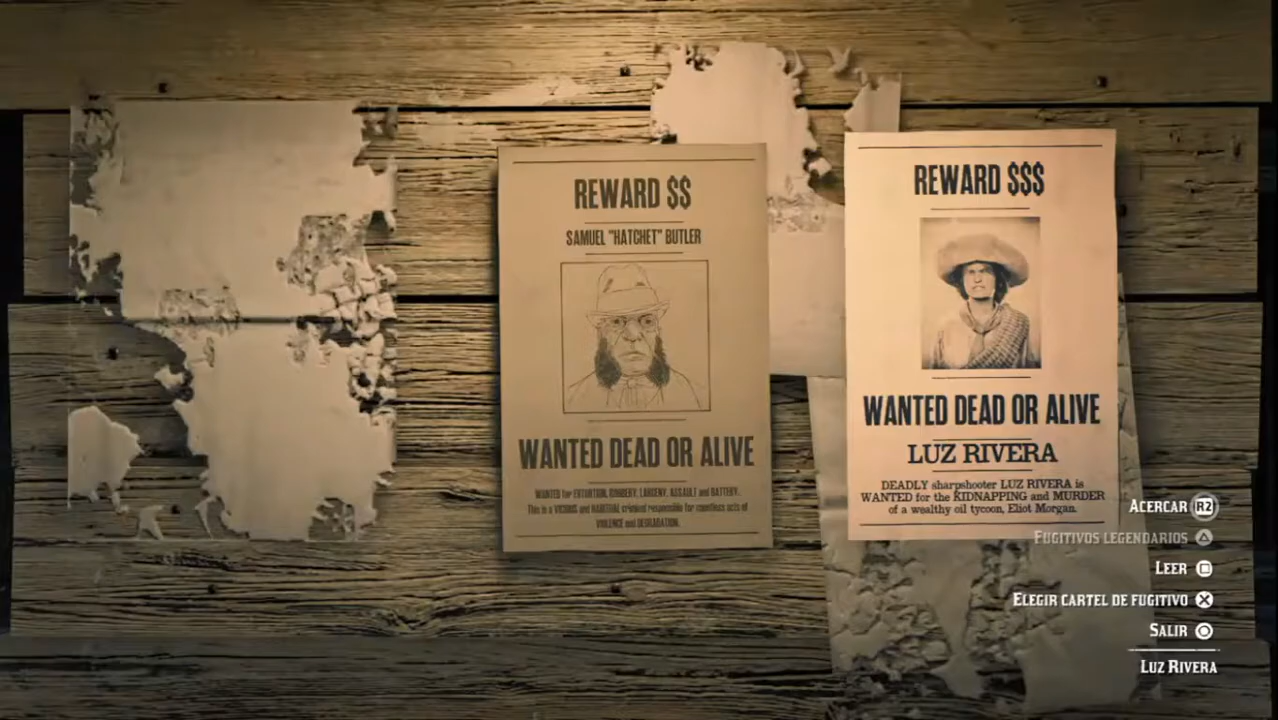 REWARD $$
SAMUEL "HATCHET" BUTLER
WANTED DEAD OR ALIVE
WANTED for EXTORTION, ROBBERY, LARCENY, ASSAULT and BATTERY.
This is a VICIOUS and HABITUAL criminal responsible for countless acts of
VIOLENCE and DEGRADATION.
REWARD $$$
WANTED DEAD OR ALIVE
LUZ RIVERA
DEADLY sharpshooter LUZ RIVERA is
WANTED for the KIDNAPPING and MURDER
of a wealthy oil tycoon, Eliot Morgan.
ACERCAR R2
FUGITIVOS LEGENDARIOS
LEER
ELEGIR CARTEL DE FUGITIVO
SALIR
LUZ RIVERA